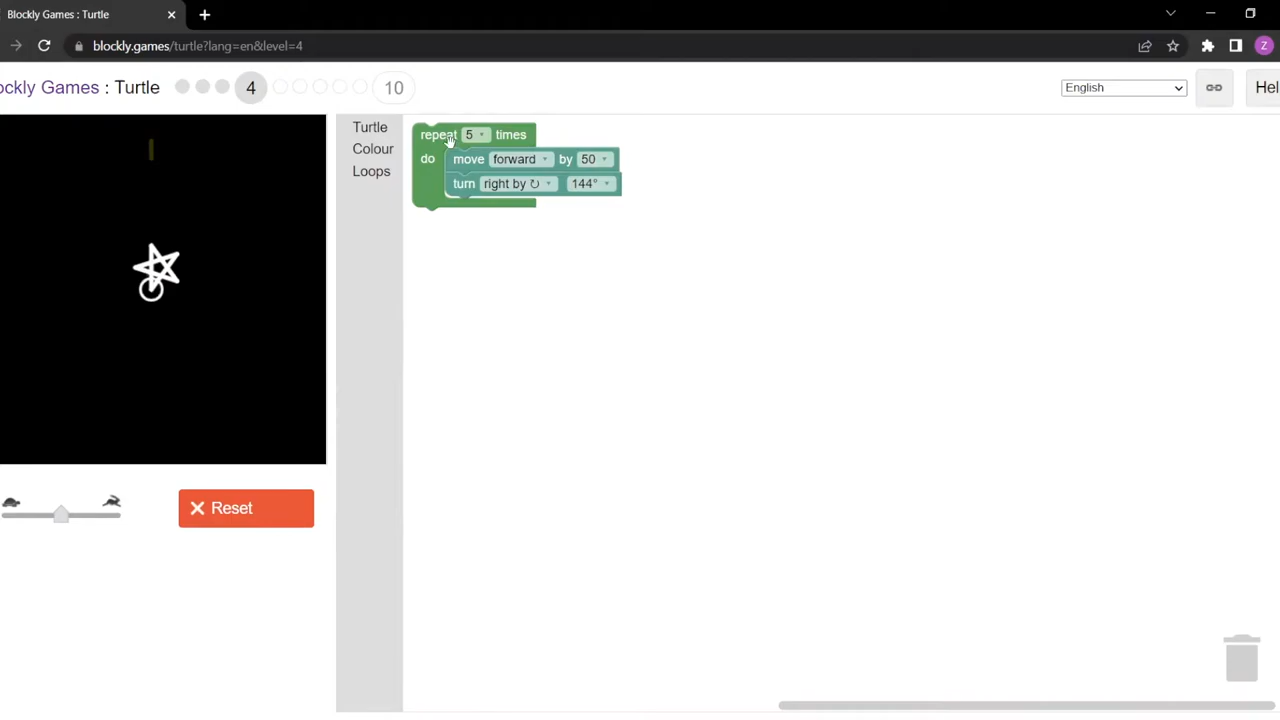 Blockly Games : Turtle
blockly.games/turtle?lang=en&level=4
Z
ockly Games : Turtle
4
10
English
Hel
Turtle
Colour
Loops
repeat 5 times
do move forward by 50
turn right by ↻ 144°
Reset